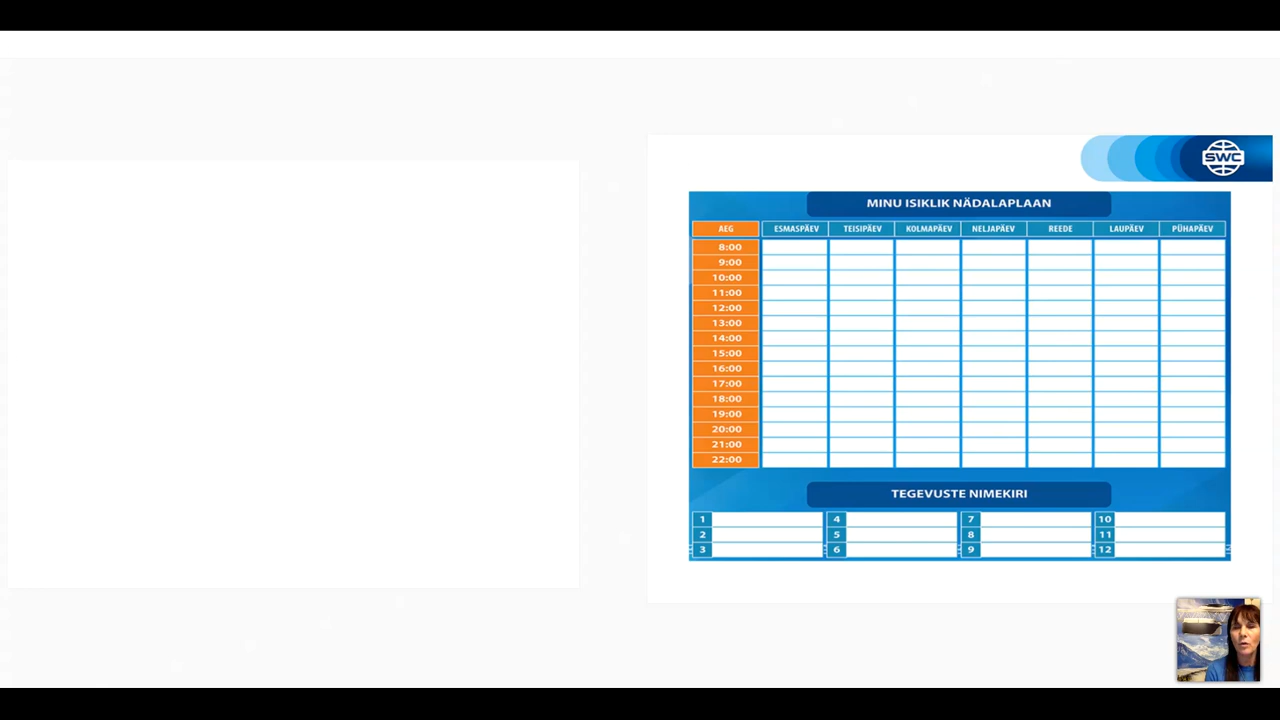 SWC
MINU ISIKLIK NÄDALAPLAAN
AEG ESMASPÄEV TEISIPÄEV KOLMAPÄEV NELJAPÄEV REEDE LAUPÄEV PÜHAPÄEV
8:00
9:00
10:00
11:00
12:00
13:00
14:00
15:00
16:00
17:00
18:00
19:00
20:00
21:00
22:00
TEGEVUSTE NIMEKIRI
1 4 7 10
2 5 8 11
3 6 9 12